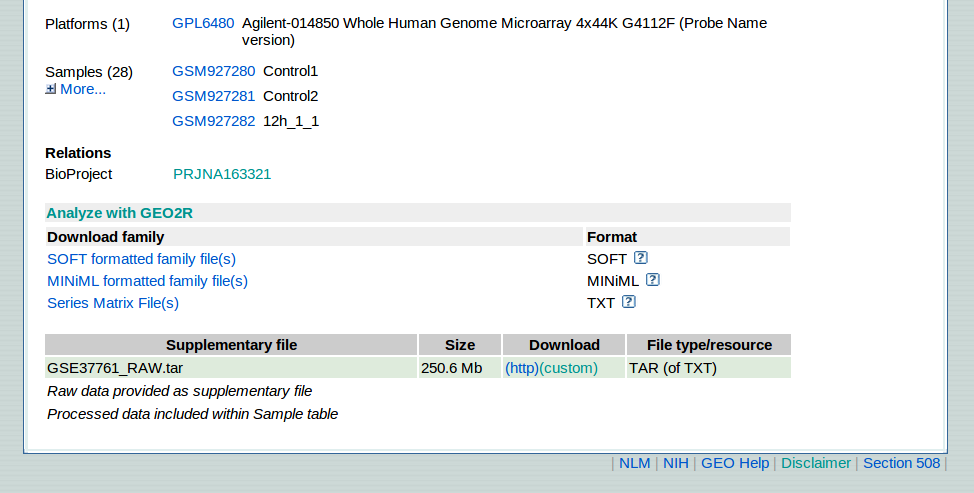 Platforms (1) GPL6480 Agilent-014850 Whole Human Genome Microarray 4x44K G4112F (Probe Name
version)
Samples (28) GSM927280 Control1
More... GSM927281 Control2
GSM927282 12h_1_1
Relations
BioProject PRJNA163321
Analyze with GEO2R
Download family Format
SOFT formatted family file(s) SOFT ?
MINiML formatted family file(s) MINiML ?
Series Matrix File(s) TXT ?
Supplementary file Size Download File type/resource
GSE37761_RAW.tar 250.6 Mb (http)(custom) TAR (of TXT)
Raw data provided as supplementary file
Processed data included within Sample table
| NLM | NIH | GEO Help | Disclaimer | Section 508 |